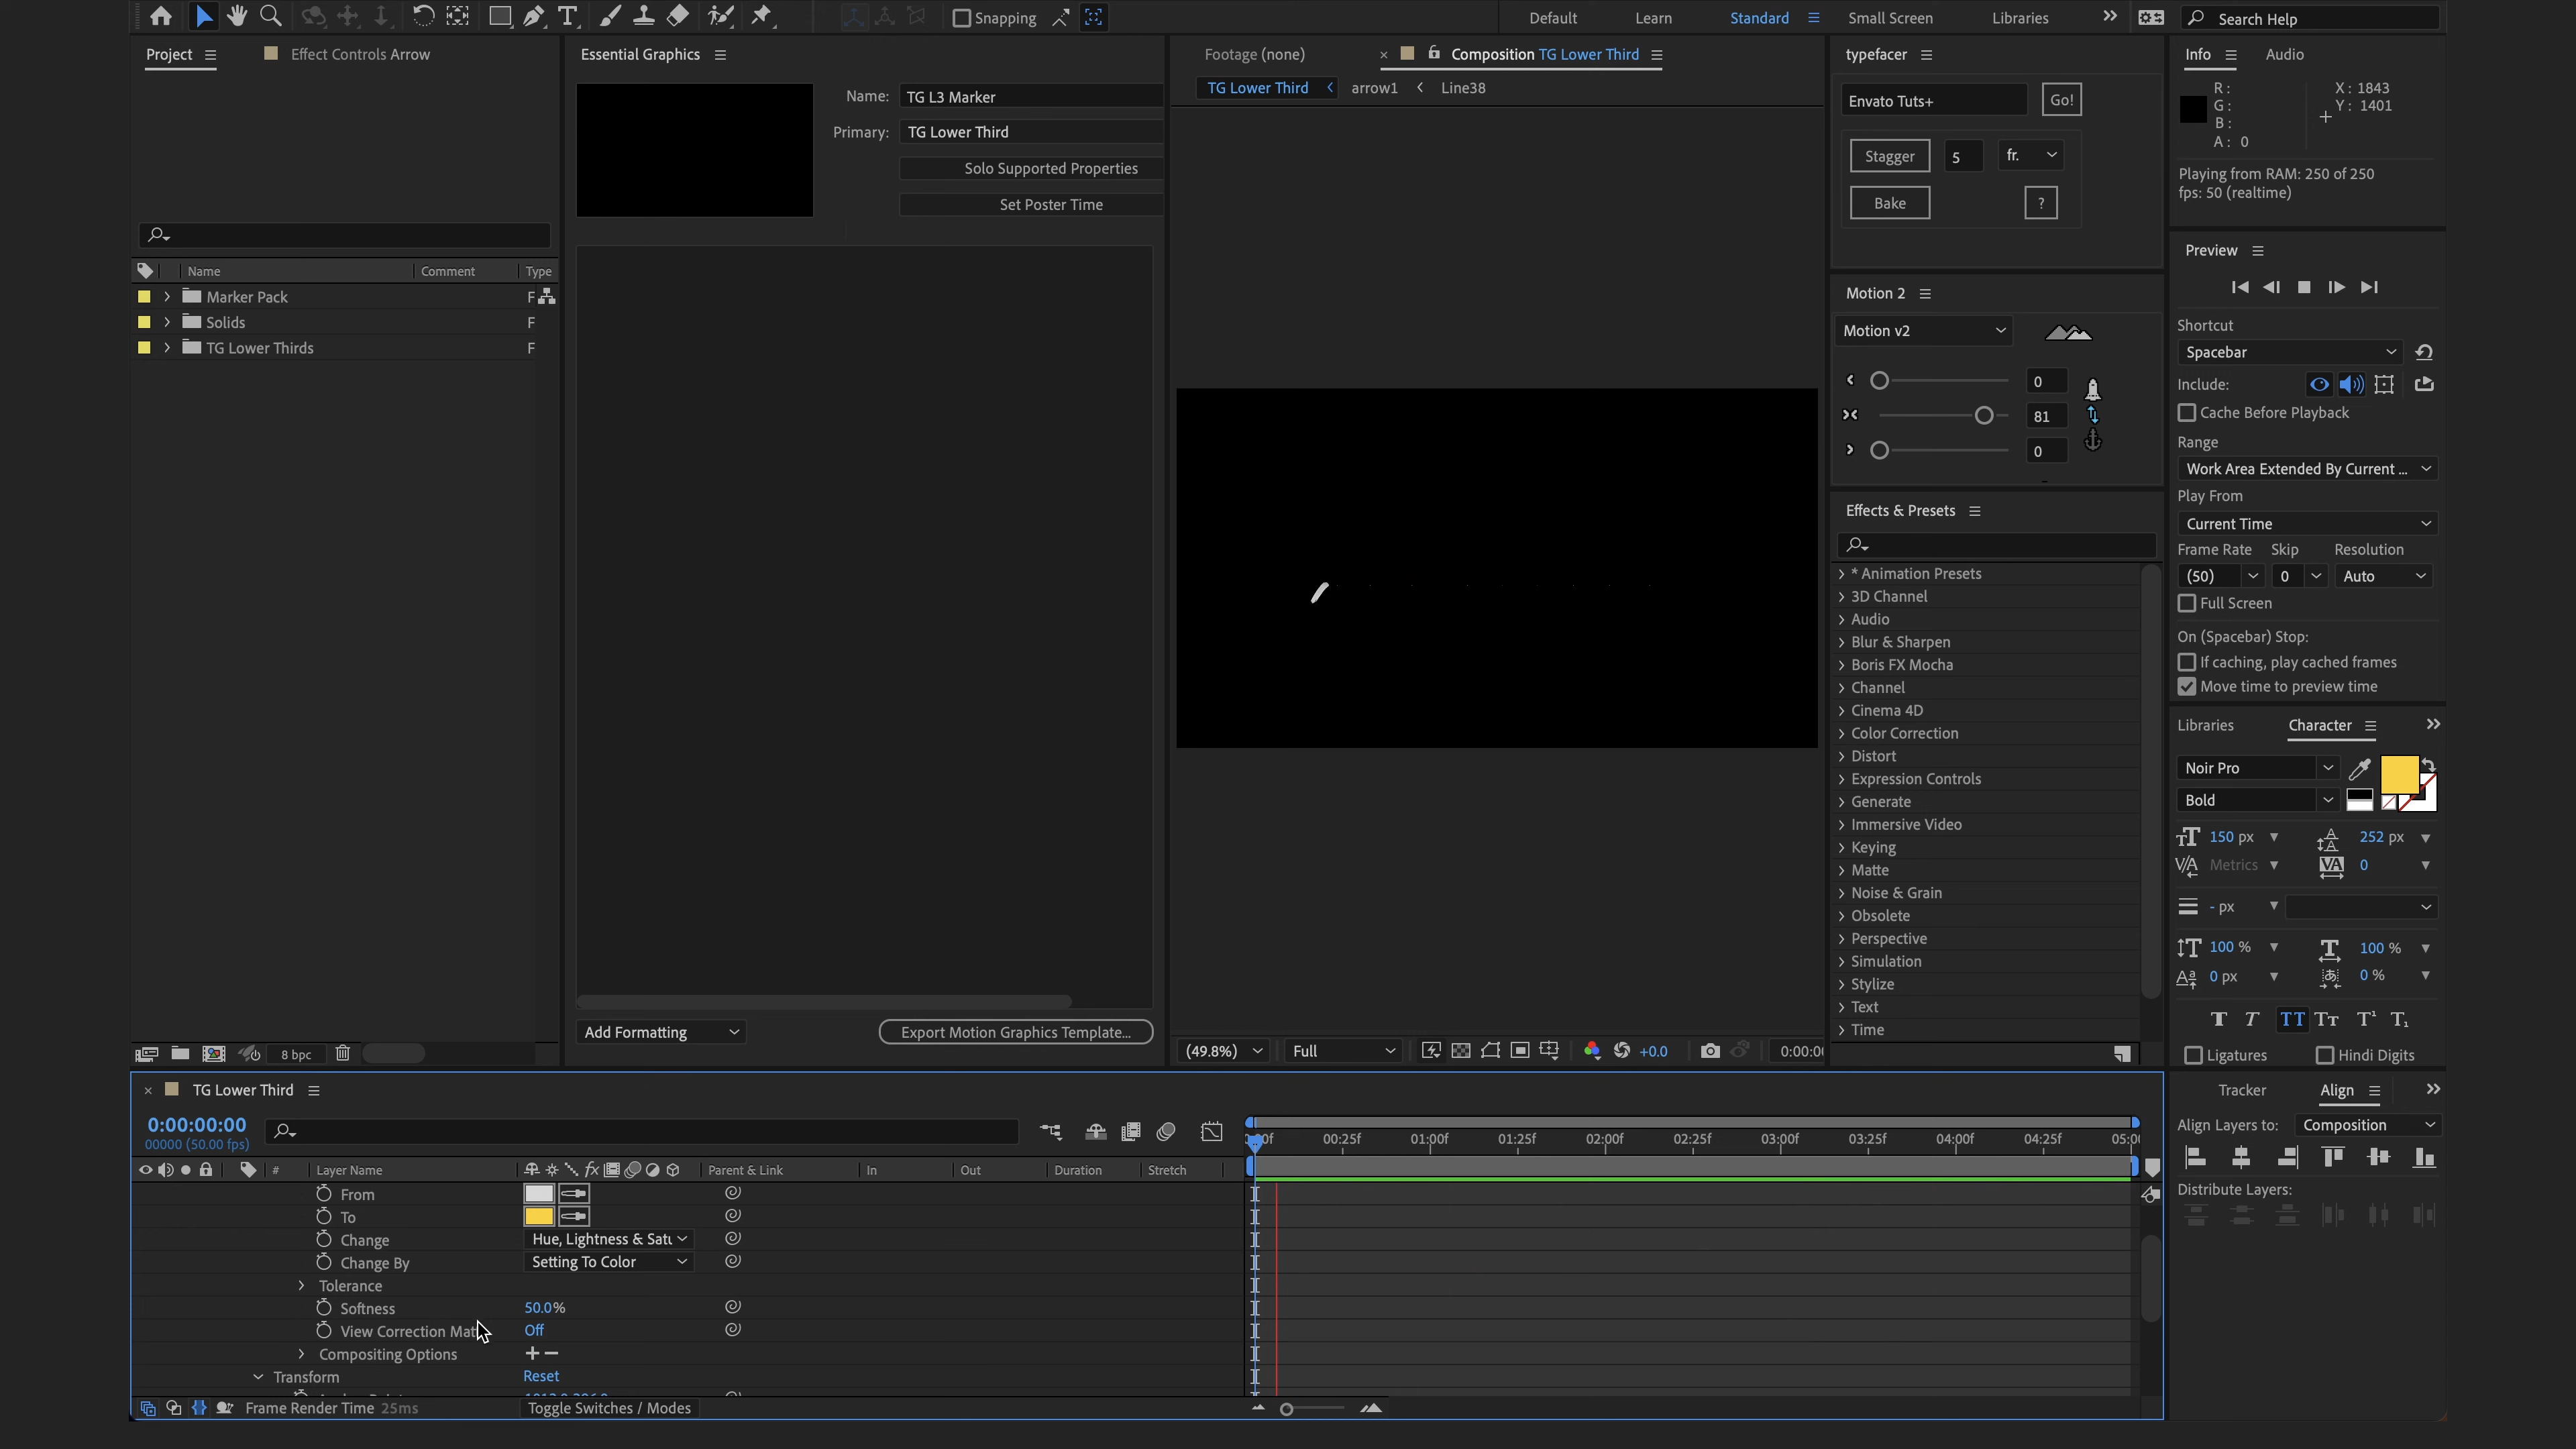 Snapping
Default
Learn
Standard
Small Screen
Libraries
Search Help
Project
Effect Controls Arrow
Name
Comment
Type
Marker Pack
F
Solids
F
TG Lower Thirds
F
8 bpc
Essential Graphics
Name:
TG L3 Marker
Primary:
TG Lower Third
Solo Supported Properties
Set Poster Time
Add Formatting
Export Motion Graphics Template...
Footage (none)
Composition TG Lower Third
TG Lower Third
arrow1
Line38
(49.8%)
Full
+0.0
0:00:00
typefacer
Envato Tuts+
Go!
Stagger
5
fr.
Bake
?
Motion 2
Motion v2
0
81
0
Effects & Presets
* Animation Presets
3D Channel
Audio
Blur & Sharpen
Boris FX Mocha
Channel
Cinema 4D
Color Correction
Distort
Expression Controls
Generate
Immersive Video
Keying
Matte
Noise & Grain
Obsolete
Perspective
Simulation
Stylize
Text
Time
Info
Audio
R:
G:
B:
A: 0
X: 1843
Y: 1401
Playing from RAM: 250 of 250
fps: 50 (realtime)
Preview
Shortcut
Spacebar
Include:
Cache Before Playback
Range
Work Area Extended By Current ...
Play From
Current Time
Frame Rate
Skip
Resolution
(50)
0
Auto
Full Screen
On (Spacebar) Stop:
If caching, play cached frames
Move time to preview time
Libraries
Character
Noir Pro
Bold
150 px
252 px
Metrics
0
- px
100 %
100 %
0 px
0 %
Ligatures
Hindi Digits
Tracker
Align
Align Layers to:
Composition
Distribute Layers:
TG Lower Third
0:00:00:00
00000 (50.00 fps)
#
Layer Name
Parent & Link
In
Out
Duration
Stretch
00:25f
01:00f
01:25f
02:00f
02:25f
03:00f
03:25f
04:00f
04:25f
From
To
Change
Hue, Lightness & Satu
Change By
Setting To Color
Tolerance
Softness
50.0%
View Correction Mat
Off
Compositing Options
+ −
Transform
Reset
Frame Render Time 25ms
Toggle Switches / Modes